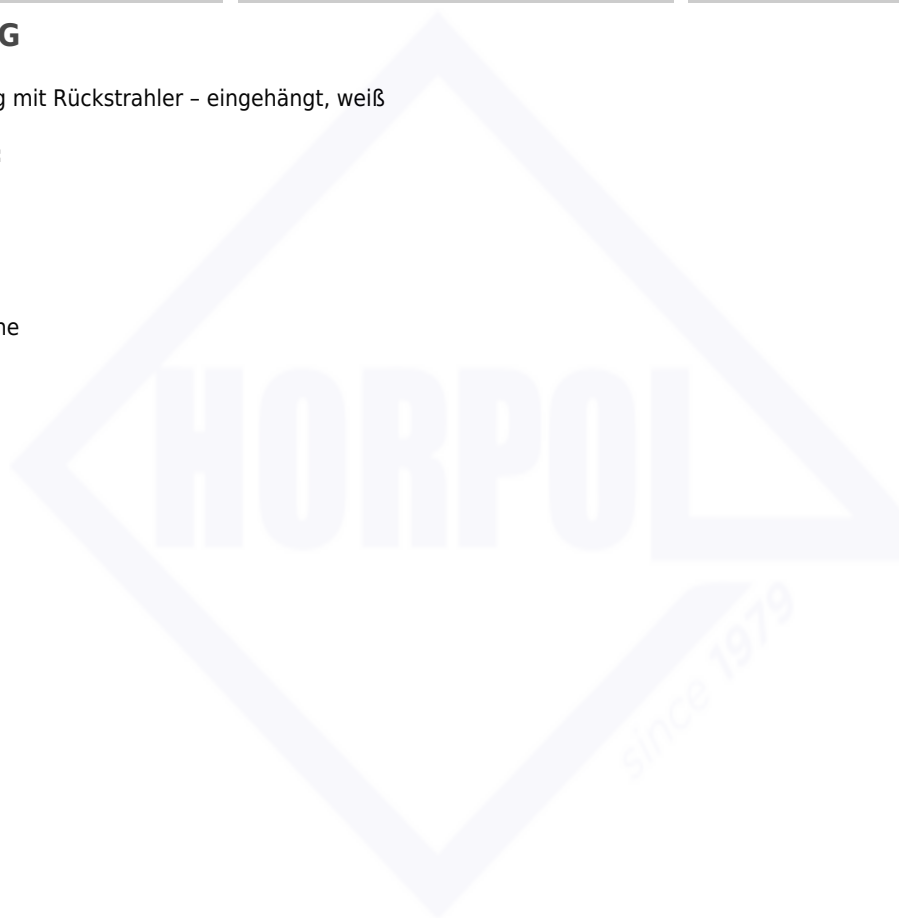 G
g mit Rückstrahler – eingehängt, weiß
ne
HORPOL
since 1979